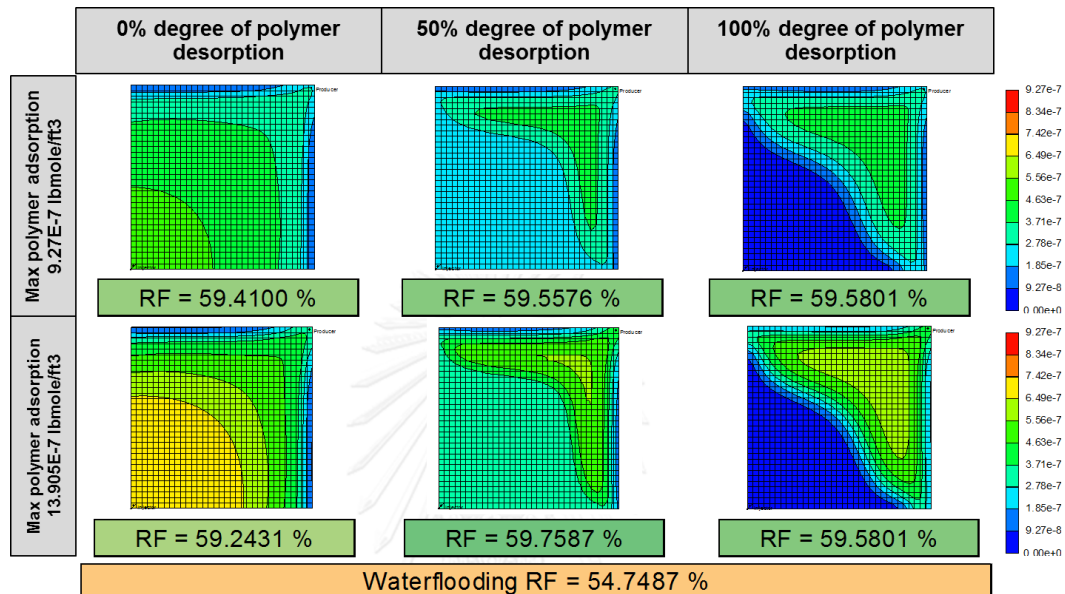 0% degree of polymer
desorption
50% degree of polymer
desorption
100% degree of polymer
desorption
Max polymer adsorption
9.27E-7 lbmole/ft3
Producer
Producer
Producer
9.27e-7
8.34e-7
7.42e-7
6.49e-7
5.56e-7
4.63e-7
3.71e-7
2.78e-7
1.85e-7
9.27e-8
0.00e+0
RF = 59.4100 %
RF = 59.5576 %
RF = 59.5801 %
Max polymer adsorption
13.905E-7 lbmole/ft3
Producer
Producer
Producer
9.27e-7
8.34e-7
7.42e-7
6.49e-7
5.56e-7
4.63e-7
3.71e-7
2.78e-7
1.85e-7
9.27e-8
0.00e+0
RF = 59.2431 %
RF = 59.7587 %
RF = 59.5801 %
Waterflooding RF = 54.7487 %